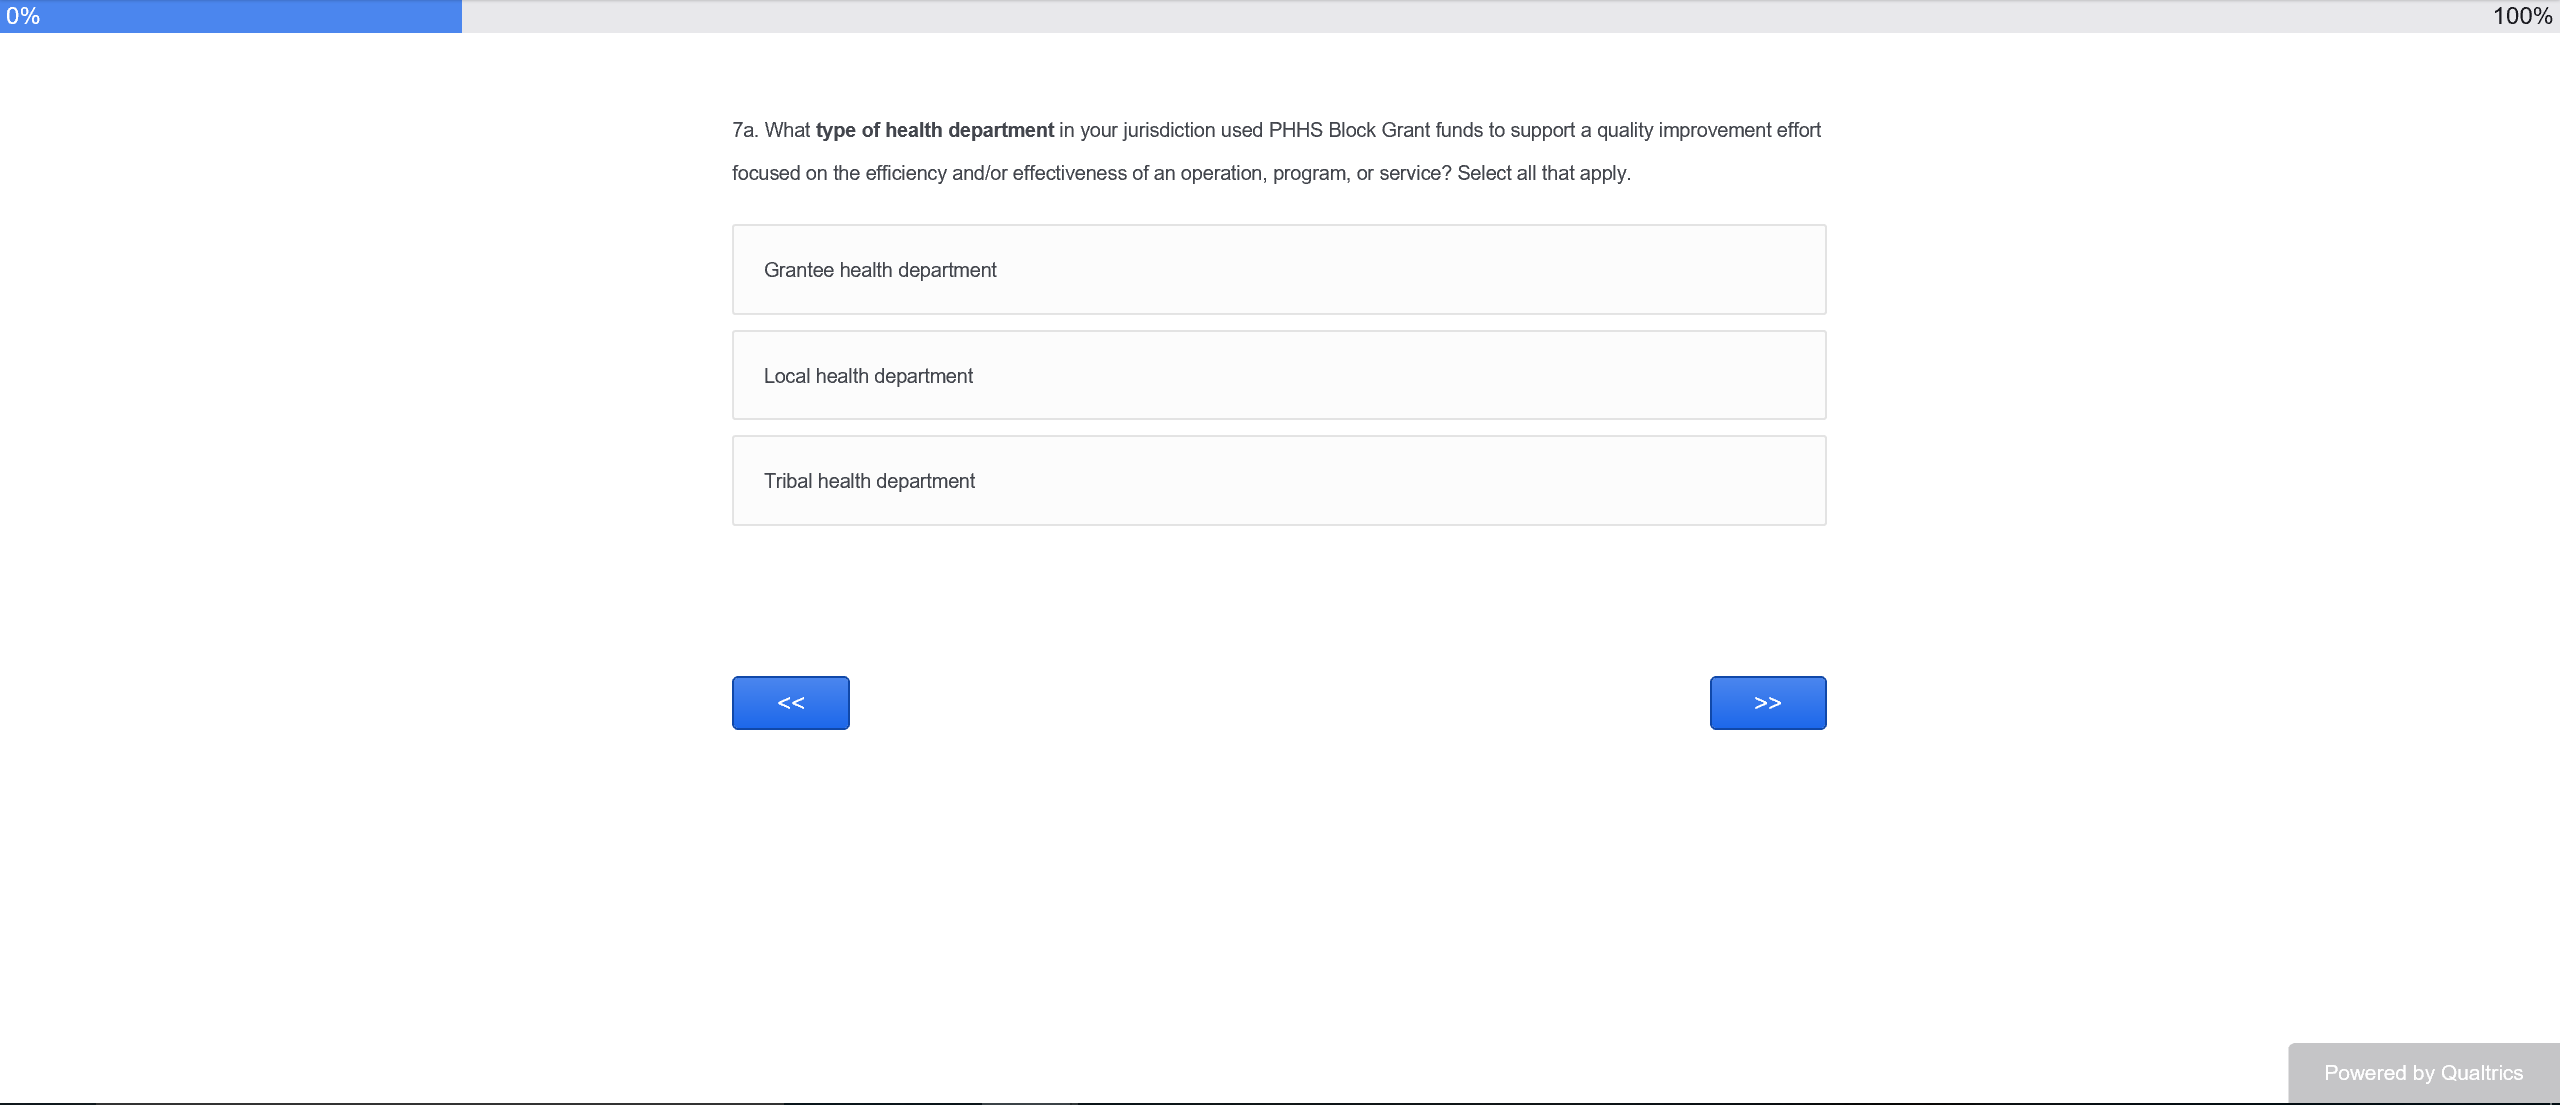 0%
100%
7a. What type of health department in your jurisdiction used PHHS Block Grant funds to support a quality improvement effort
focused on the efficiency and/or effectiveness of an operation, program, or service? Select all that apply.
Grantee health department
Local health department
Tribal health department
<<
>>
Powered by Qualtrics